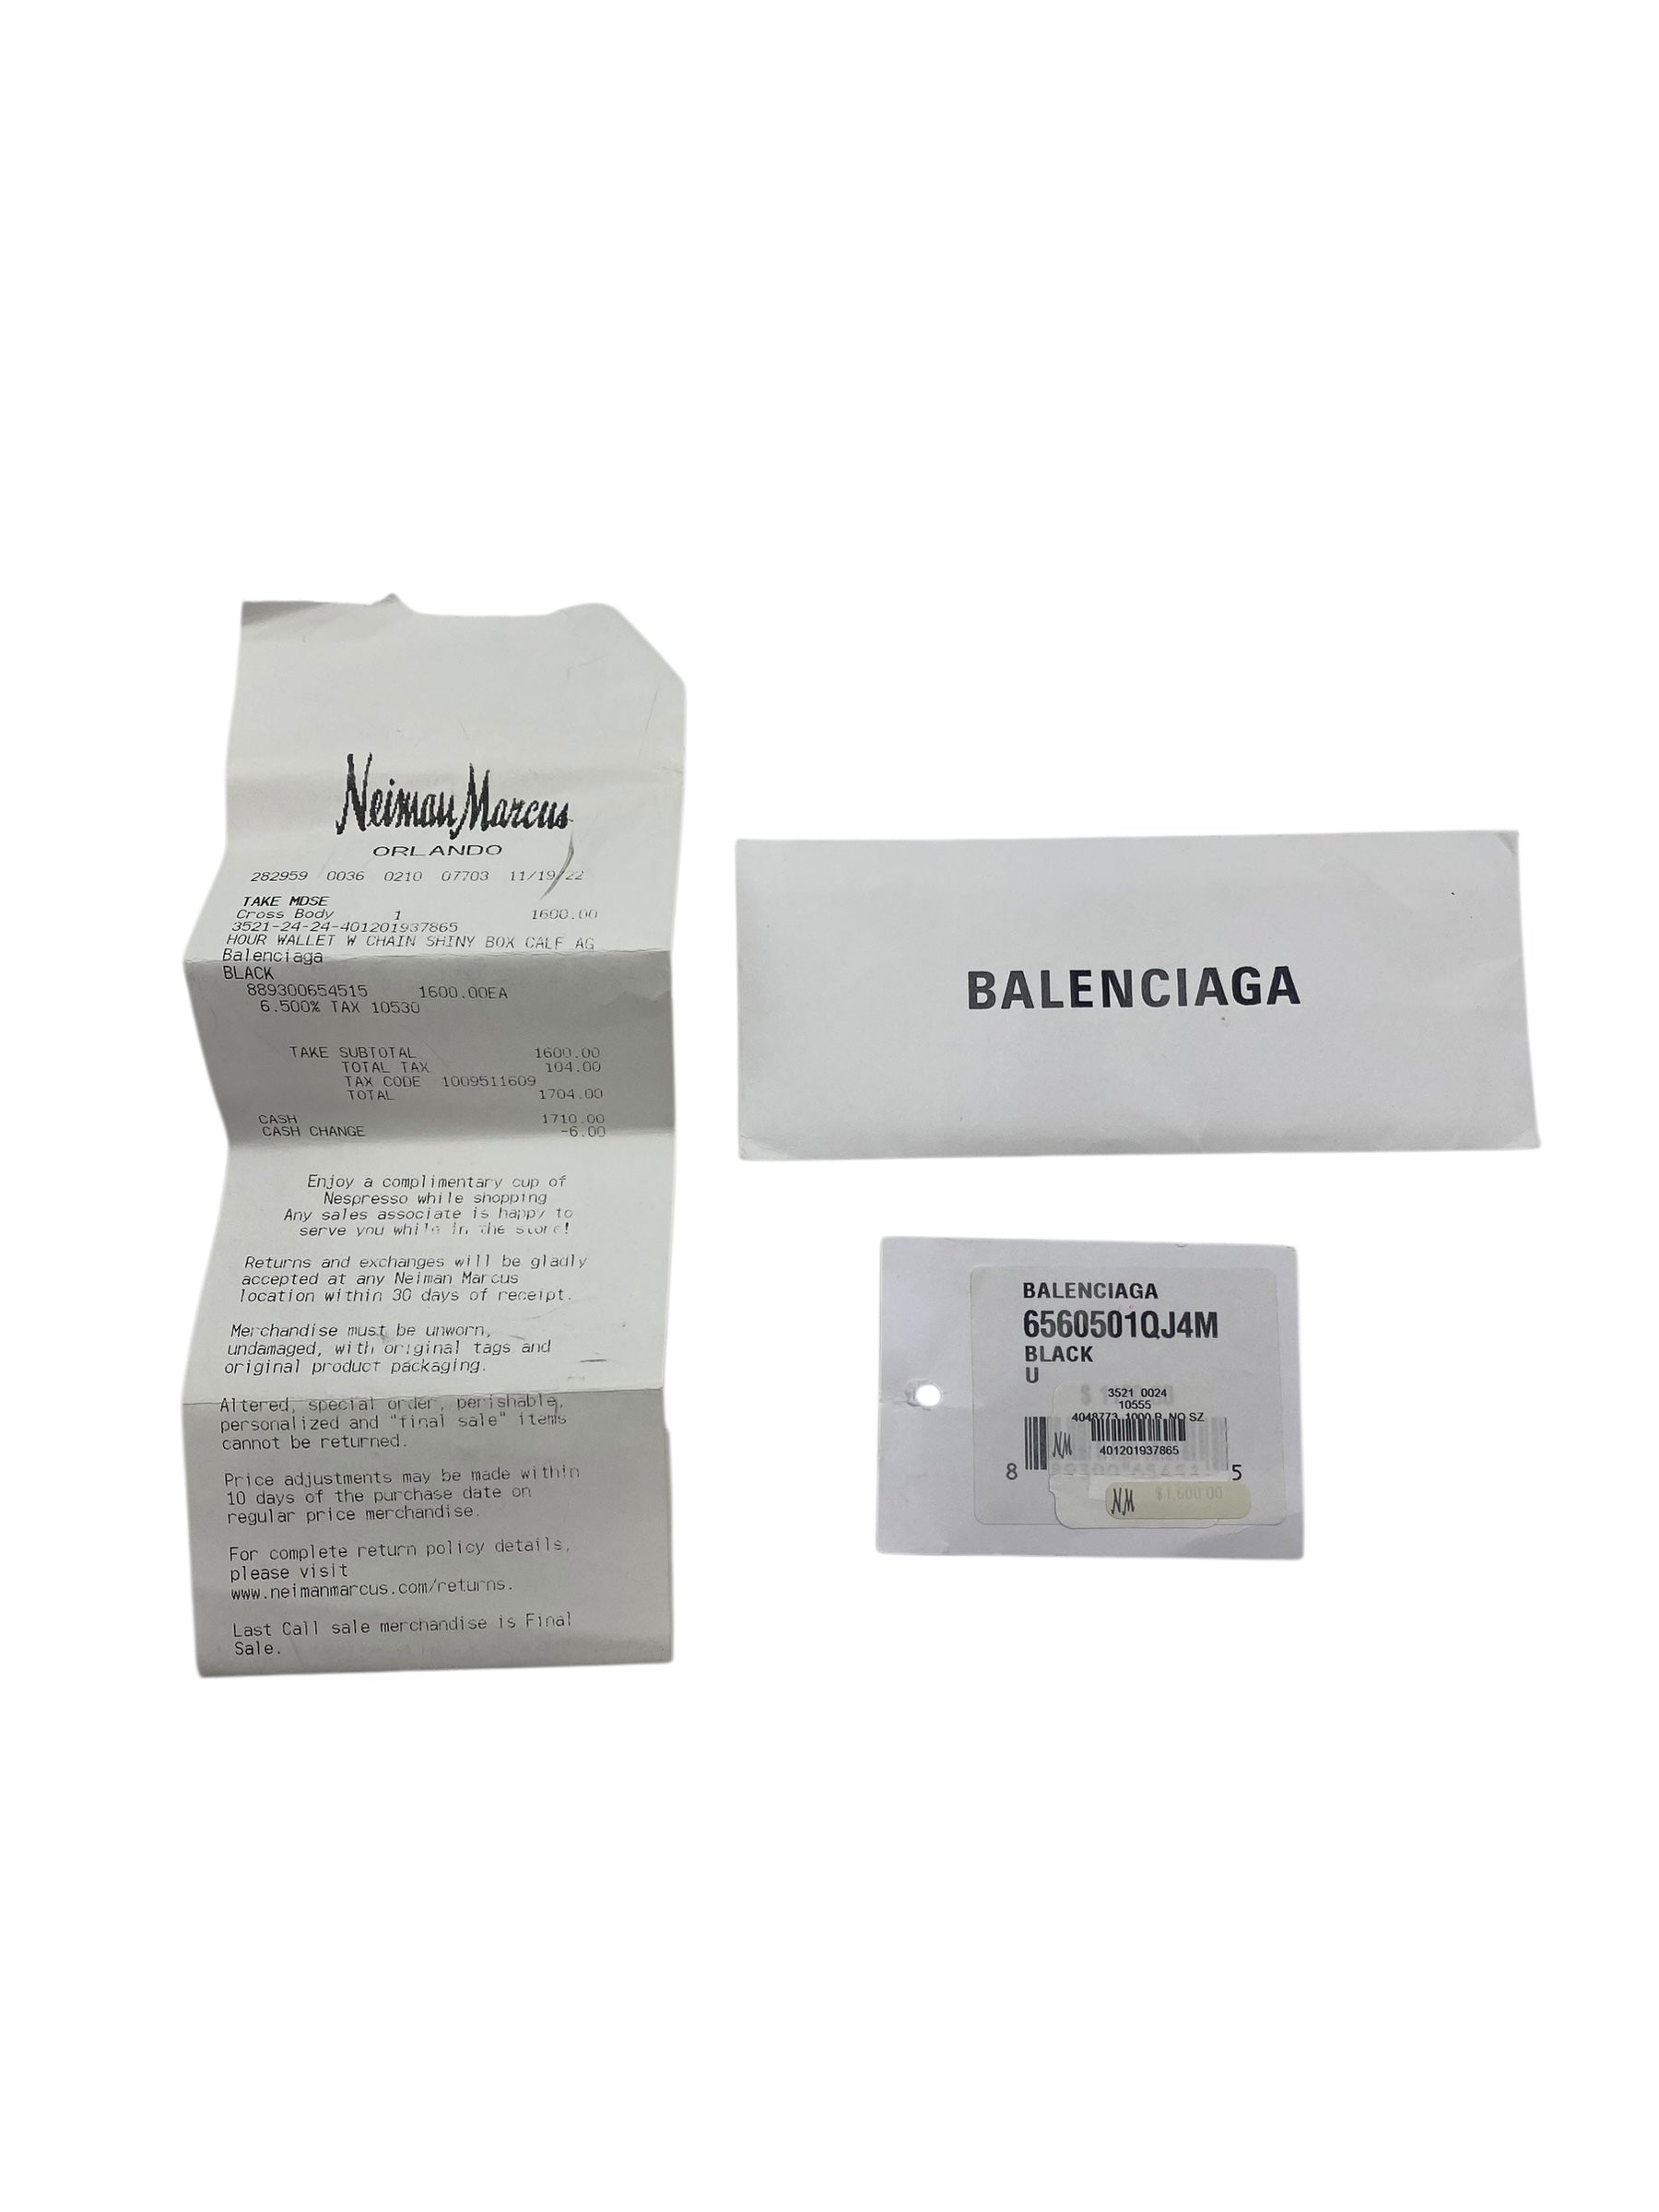 Neiman Marcus
ORLANDO
282959 0036 0210 07703 11/19/22
TAKE MDSE
Cross Body 1 1600.00
3521-24-24-401201937865
HOUR WALLET W CHAIN SHINY BOX CALF AG
Balenciaga
BLACK
889300654515 1600.00EA
6.500% TAX 10530
TAKE SUBTOTAL 1600.00
TOTAL TAX 104.00
TAX CODE 1009511609
TOTAL 1704.00
CASH 1710.00
CASH CHANGE -6.00
Enjoy a complimentary cup of
Nespresso while shopping
Any sales associate is happy to
serve you while in the store!
Returns and exchanges will be gladly
accepted at any Neiman Marcus
location within 30 days of receipt.
Merchandise must be unworn,
undamaged, with original tags and
original product packaging.
Altered, special order, perishable,
personalized and "final sale" items
cannot be returned.
Price adjustments may be made within
10 days of the purchase date on
regular price merchandise.
For complete return policy details,
please visit
www.neimanmarcus.com/returns.
Last Call sale merchandise is Final
Sale.
BALENCIAGA
BALENCIAGA
6560501QJ4M
BLACK
U
3521 0024
10555
4048773 1000 B NO SZ
NM
401201937865
8 5
NM $1,600.00